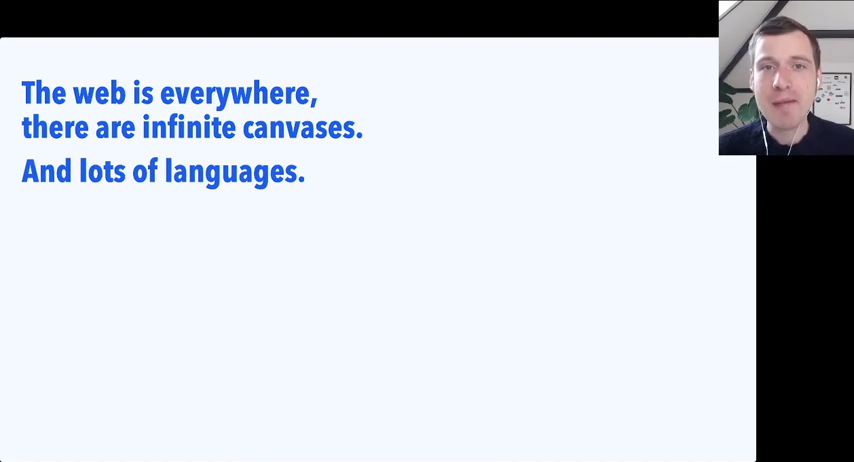 The web is everywhere,
there are infinite canvases.
And lots of languages.